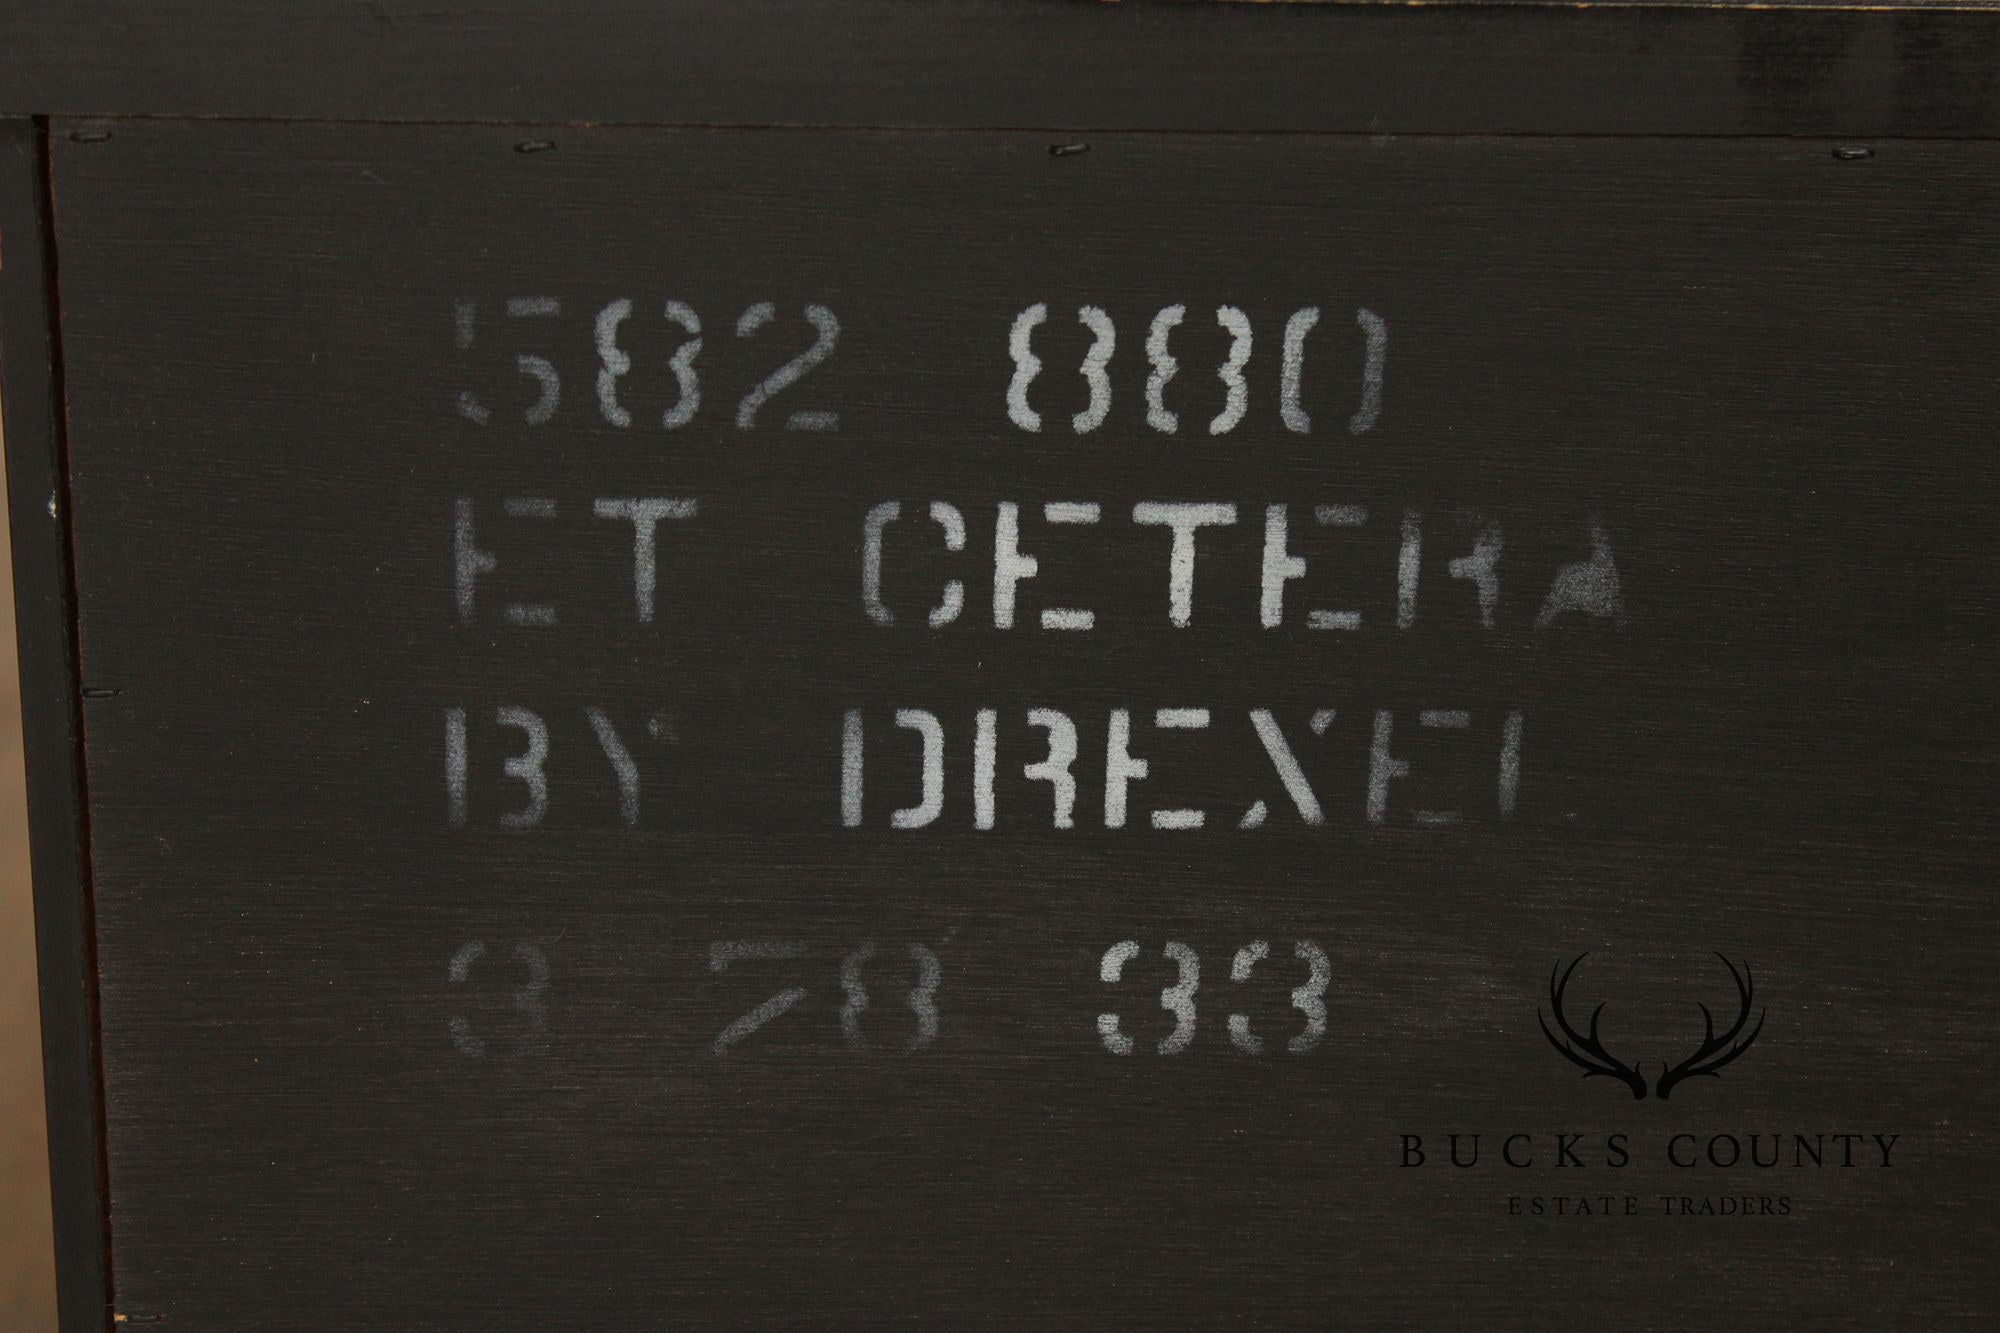 582 880
ET CETERA
BY DREXEL
3 78 33
BUCKS COUNTY
ESTATE TRADERS